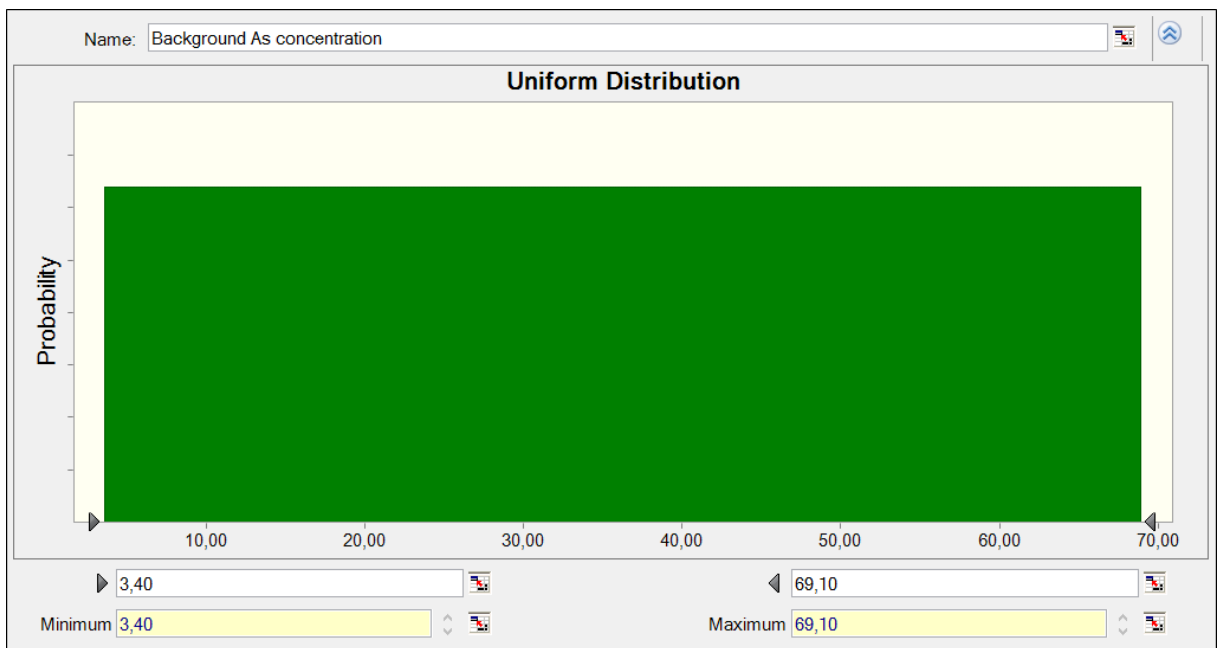 Name: Background As concentration
Uniform Distribution
Probability
10,00 20,00 30,00 40,00 50,00 60,00 70,00
3,40 69,10
Minimum 3,40 Maximum 69,10